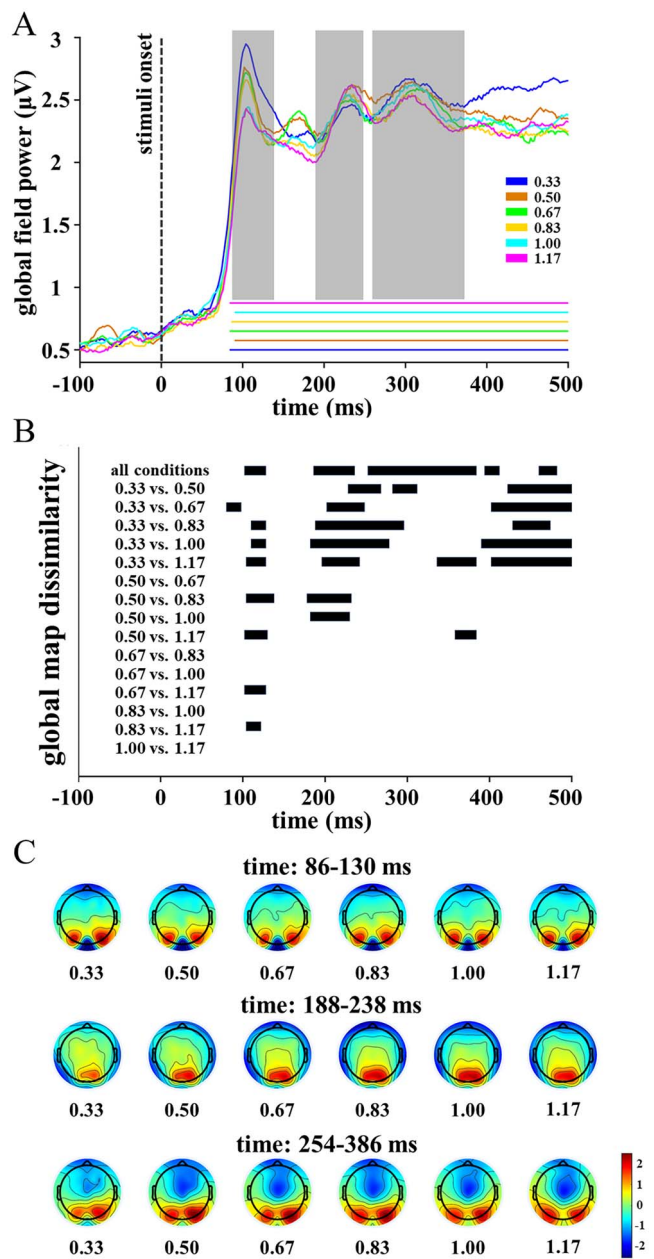 A
global field power (µV)
3
2.5
2
1.5
1
0.5
stimuli onset
0.33
0.50
0.67
0.83
1.00
1.17
-100 0 100 200 300 400 500
time (ms)
B
global map dissimilarity
all conditions
0.33 vs. 0.50
0.33 vs. 0.67
0.33 vs. 0.83
0.33 vs. 1.00
0.33 vs. 1.17
0.50 vs. 0.67
0.50 vs. 0.83
0.50 vs. 1.00
0.50 vs. 1.17
0.67 vs. 0.83
0.67 vs. 1.00
0.67 vs. 1.17
0.83 vs. 1.00
0.83 vs. 1.17
1.00 vs. 1.17
-100 0 100 200 300 400 500
time (ms)
C
time: 86-130 ms
0.33 0.50 0.67 0.83 1.00 1.17
time: 188-238 ms
0.33 0.50 0.67 0.83 1.00 1.17
time: 254-386 ms
0.33 0.50 0.67 0.83 1.00 1.17
2
1
0
-1
-2